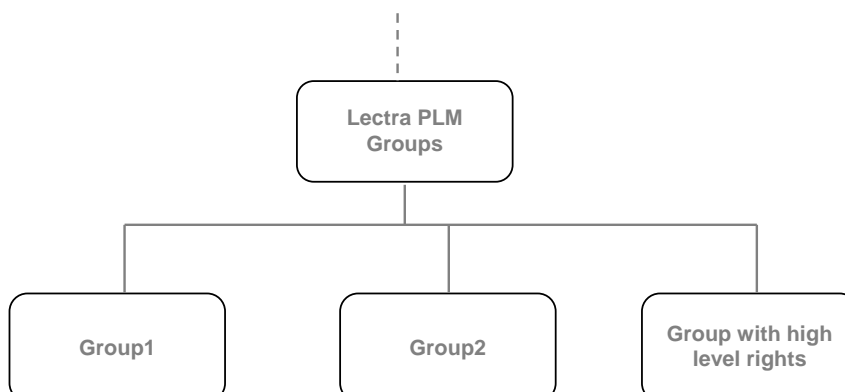 Lectra PLM
Groups
Group1
Group2
Group with high
level rights